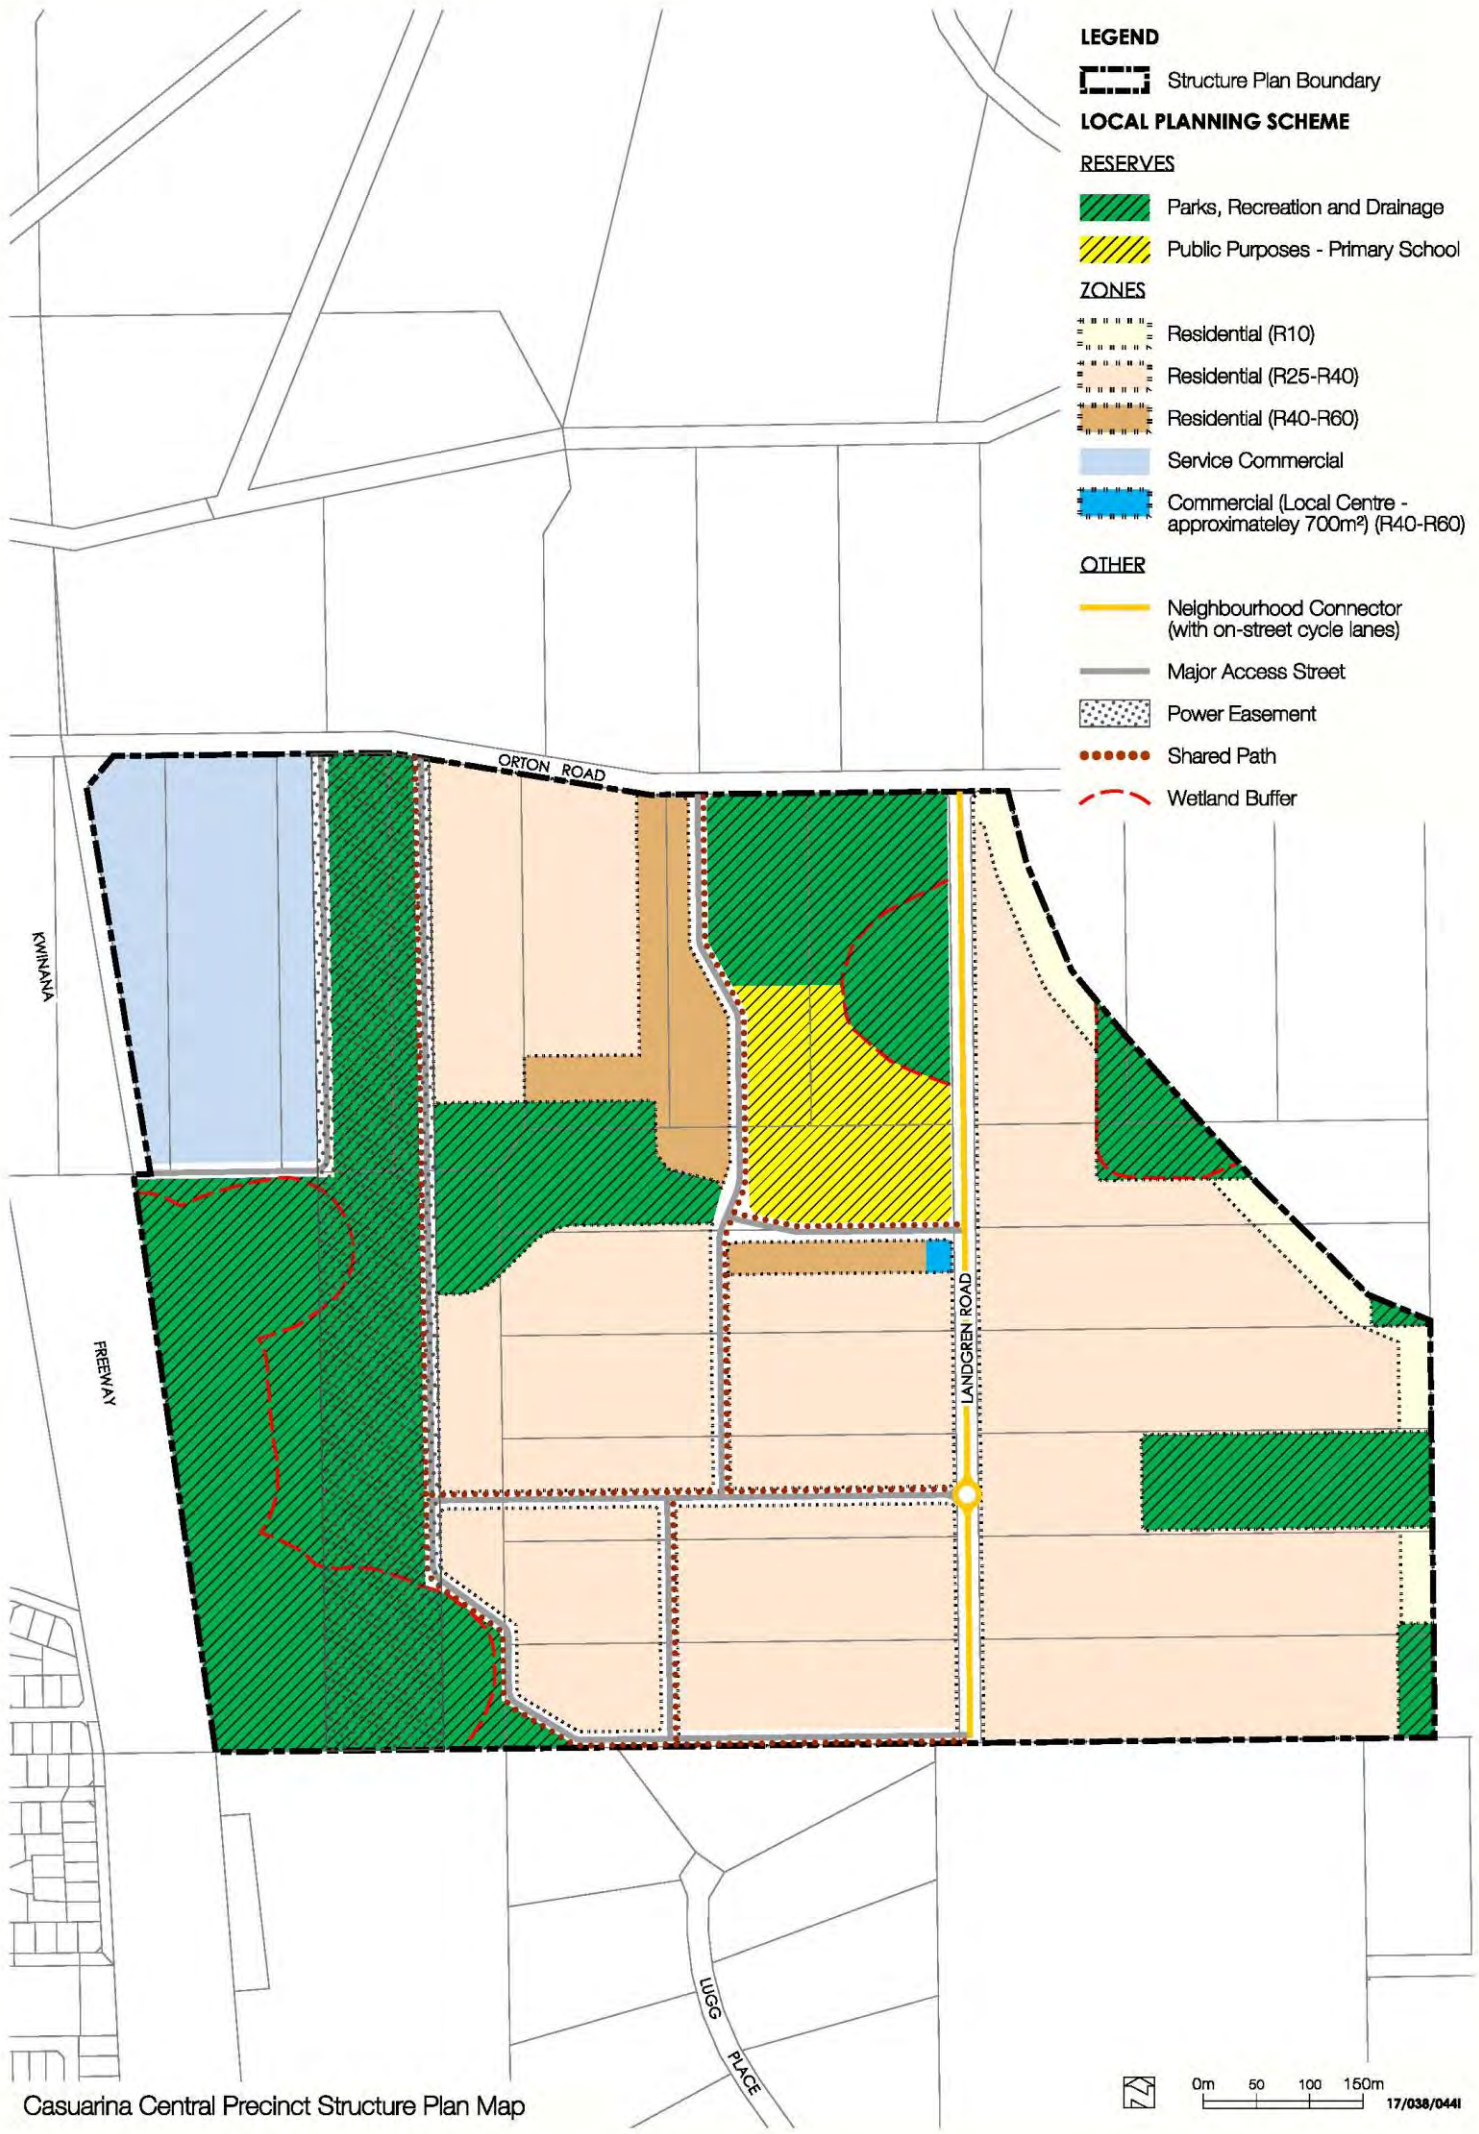 LEGEND
Structure Plan Boundary
LOCAL PLANNING SCHEME
RESERVES
Parks, Recreation and Drainage
Public Purposes - Primary School
ZONES
Residential (R10)
Residential (R25-R40)
Residential (R40-R60)
Service Commercial
Commercial (Local Centre -
approximateley 700m²) (R40-R60)
OTHER
Neighbourhood Connector
(with on-street cycle lanes)
Major Access Street
Power Easement
Shared Path
Wetland Buffer
ORTON ROAD
KWINANA
FREEWAY
LANDGREN ROAD
LUGG
PLACE
Casuarina Central Precinct Structure Plan Map
0m 50 100 150m
17/038/044I